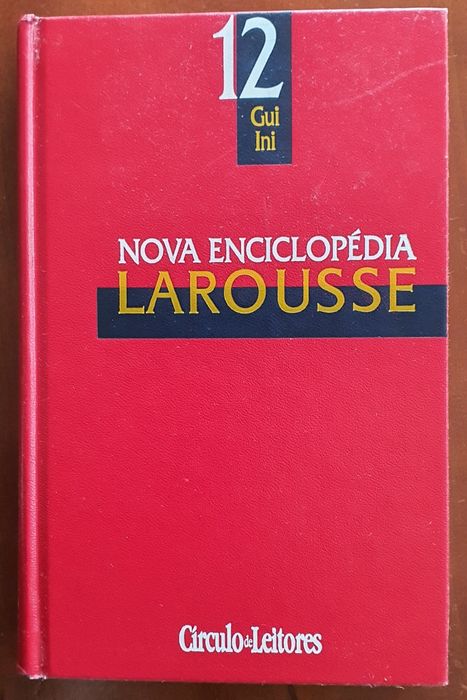 12
Gui
Ini
NOVA ENCICLOPÉDIA
LAROUSSE
Círculo de Leitores